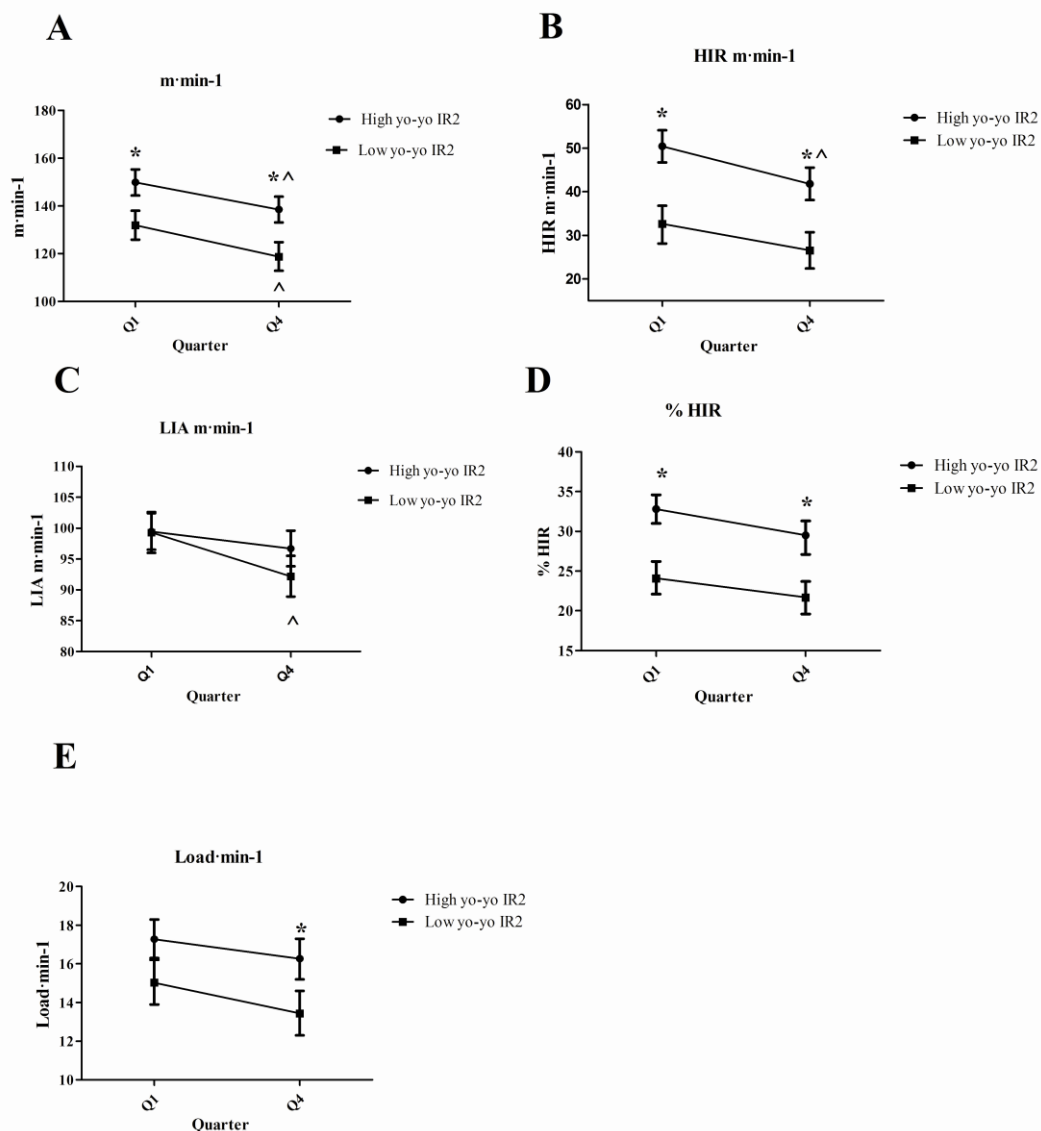 A
m·min-1
180
160
140
120
100
m·min-1
* 
*^
^
Q1
Q4
Quarter
High yo-yo IR2
Low yo-yo IR2
B
HIR m·min-1
60
50
40
30
20
HIR m·min-1
*
*^
Q1
Q4
Quarter
High yo-yo IR2
Low yo-yo IR2
C
LIA m·min-1
110
105
100
95
90
85
80
LIA m·min-1
^
Q1
Q4
Quarter
High yo-yo IR2
Low yo-yo IR2
D
% HIR
40
35
30
25
20
15
% HIR
*
*
Q1
Q4
Quarter
High yo-yo IR2
Low yo-yo IR2
E
Load·min-1
20
18
16
14
12
10
Load·min-1
*
Q1
Q4
Quarter
High yo-yo IR2
Low yo-yo IR2